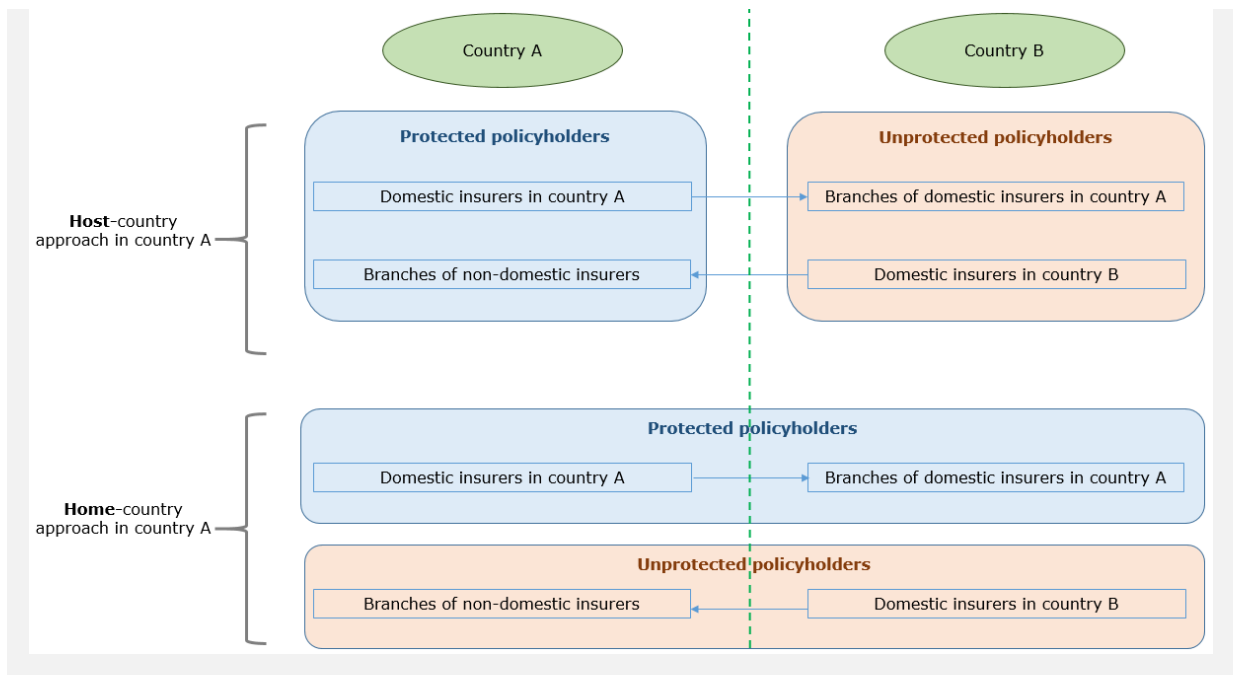 Country A
Country B
Protected policyholders
Unprotected policyholders
Domestic insurers in country A
Branches of domestic insurers in country A
Host-country
approach in country A
Branches of non-domestic insurers
Domestic insurers in country B
Protected policyholders
Domestic insurers in country A
Branches of domestic insurers in country A
Home-country
approach in country A
Unprotected policyholders
Branches of non-domestic insurers
Domestic insurers in country B